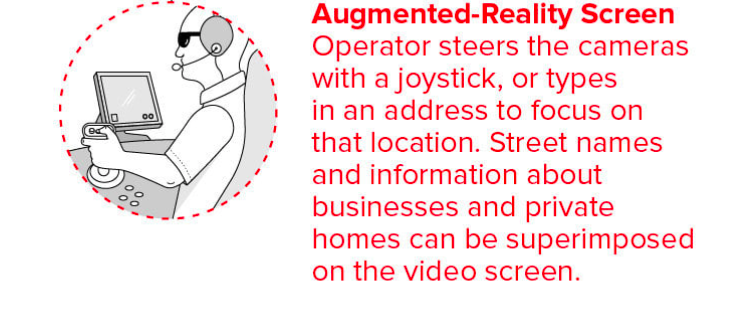 Augmented-Reality Screen
Operator steers the cameras
with a joystick, or types
in an address to focus on
that location. Street names
and information about
businesses and private
homes can be superimposed
on the video screen.